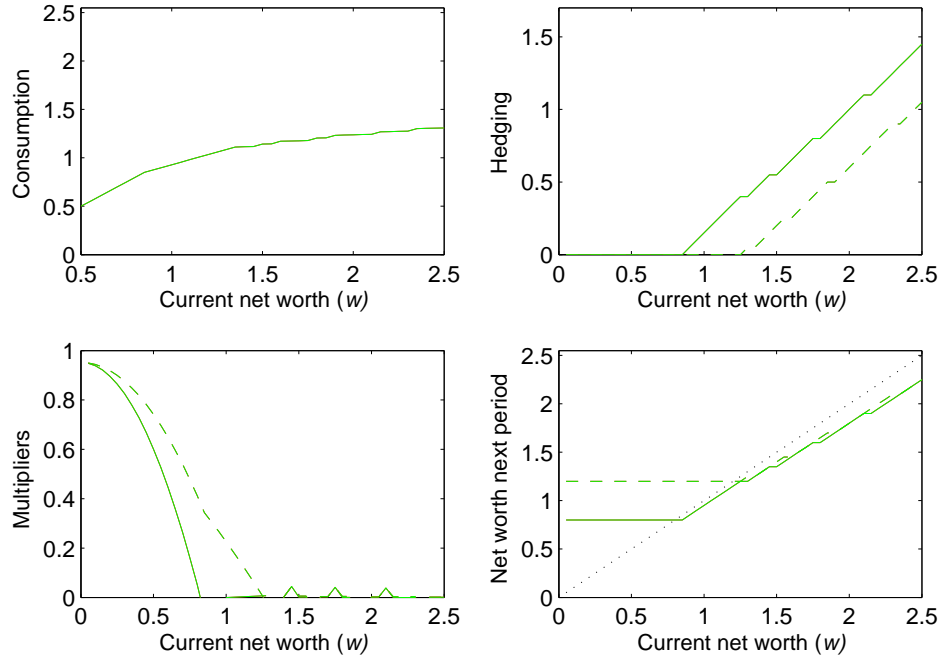 2.5
2
1.5
1
0.5
0
0.5 1 1.5 2 2.5
Consumption
Current net worth (w)
1.5
1
0.5
0
0 0.5 1 1.5 2 2.5
Hedging
Current net worth (w)
1
0.8
0.6
0.4
0.2
0
0 0.5 1 1.5 2 2.5
Multipliers
Current net worth (w)
2.5
2
1.5
1
0.5
0
0 0.5 1 1.5 2 2.5
Net worth next period
Current net worth (w)